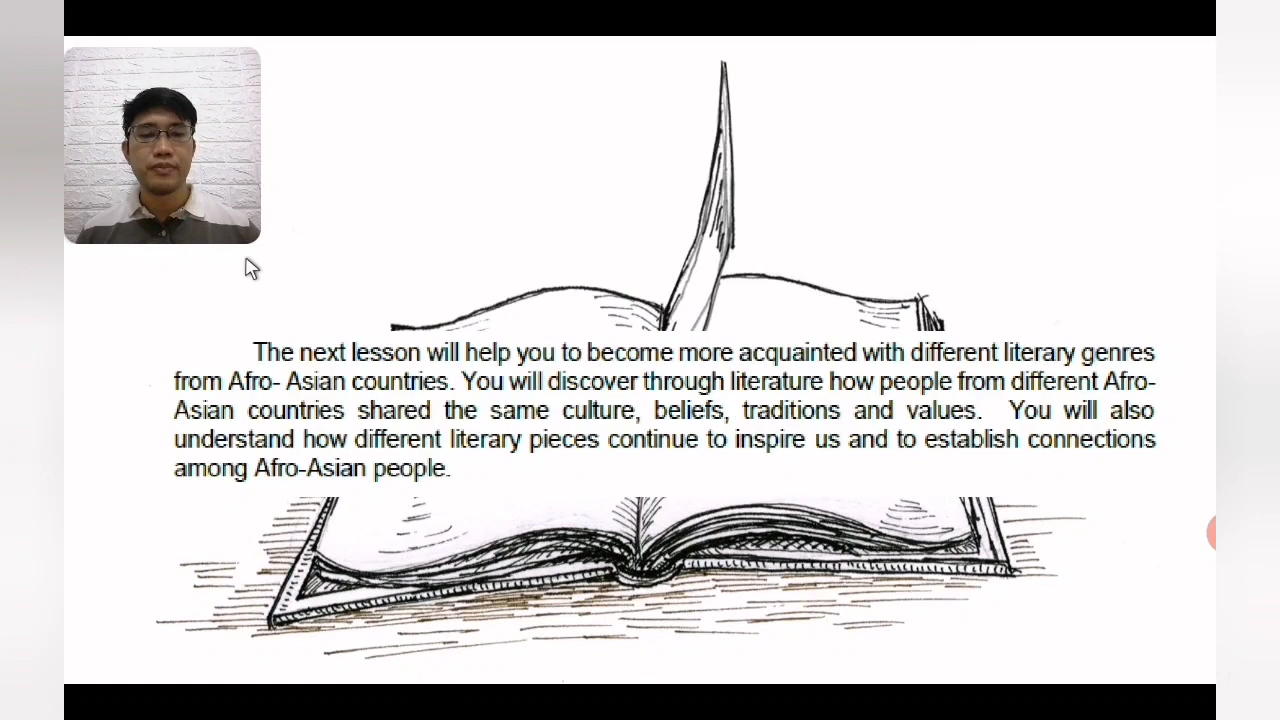 The next lesson will help you to become more acquainted with different literary genres
from Afro- Asian countries. You will discover through literature how people from different Afro-
Asian countries shared the same culture, beliefs, traditions and values. You will also
understand how different literary pieces continue to inspire us and to establish connections
among Afro-Asian people.